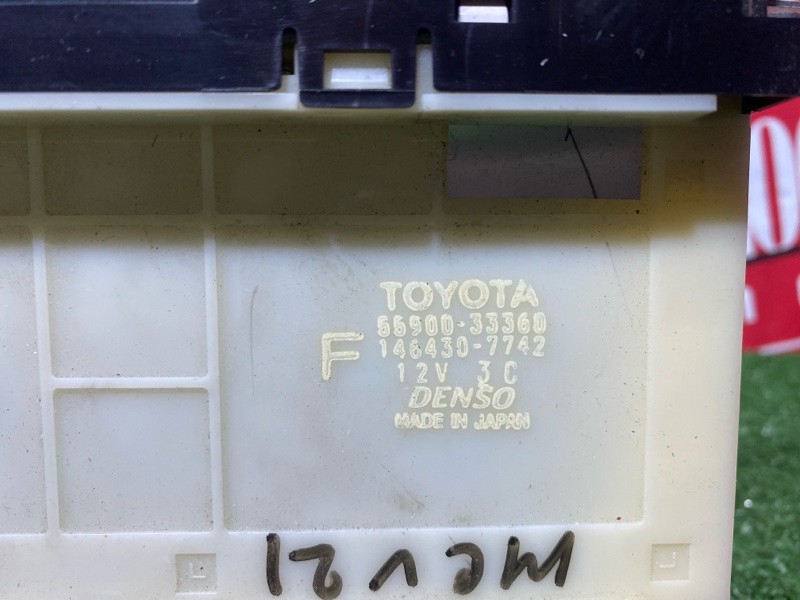 TOYOTA
55900-33360
146430-7742
F
12V 3C
DENSO
MADE IN JAPAN
MCV21